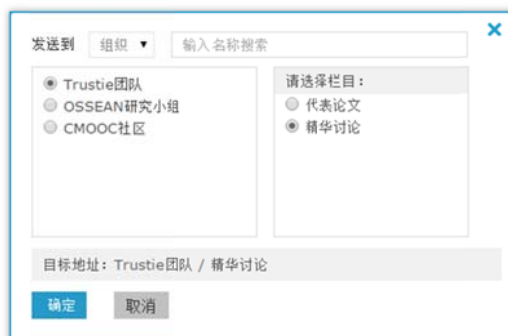 发送到 组织 ▼ 输入名称搜索
Trustie团队
OSSEAN研究小组
CMOOC社区
请选择栏目：
代表论文
精华讨论
目标地址：Trustie团队 / 精华讨论
确定 取消